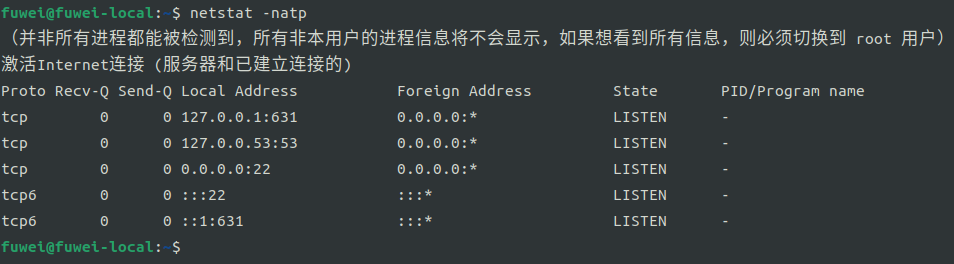 fuwei@fuwei-local:~$ netstat -natp
（并非所有进程都能被检测到，所有非本用户的进程信息将不会显示，如果想看到所有信息，则必须切换到 root 用户）
激活Internet连接 (服务器和已建立连接的)
Proto Recv-Q Send-Q Local Address           Foreign Address         State       PID/Program name
tcp        0      0 127.0.0.1:631           0.0.0.0:*               LISTEN      -
tcp        0      0 127.0.0.53:53           0.0.0.0:*               LISTEN      -
tcp        0      0 0.0.0.0:22              0.0.0.0:*               LISTEN      -
tcp6       0      0 :::22                   :::*                    LISTEN      -
tcp6       0      0 ::1:631                 :::*                    LISTEN      -
fuwei@fuwei-local:~$